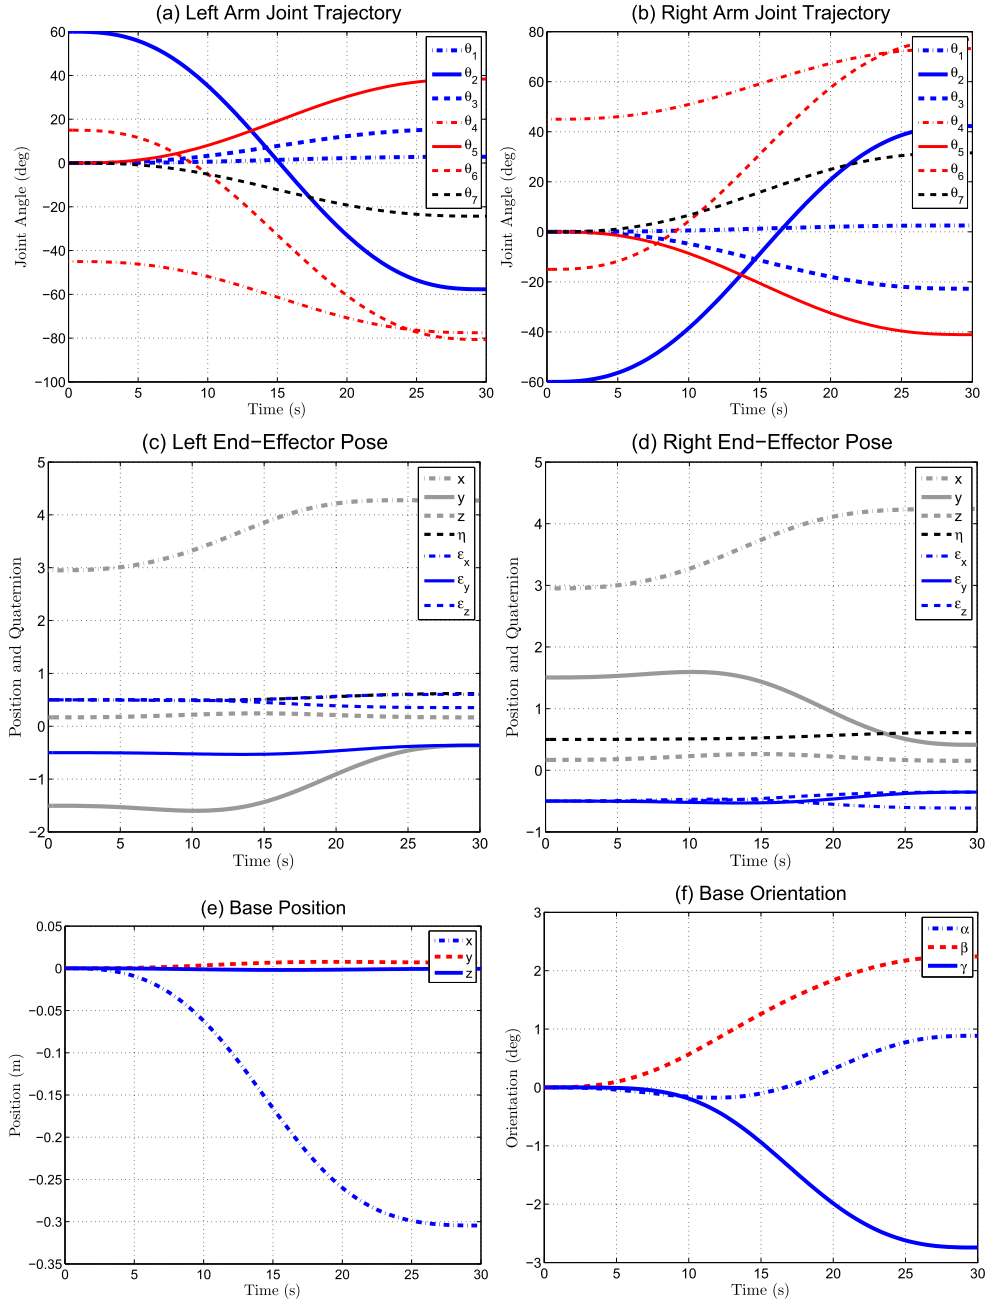 (a) Left Arm Joint Trajectory
60
40
20
0
−20
−40
−60
−80
−100
Joint Angle (deg)
θ1
θ2
θ3
θ4
θ5
θ6
θ7
0 5 10 15 20 25 30
Time (s)
(b) Right Arm Joint Trajectory
80
60
40
20
0
−20
−40
−60
Joint Angle (deg)
θ1
θ2
θ3
θ4
θ5
θ6
θ7
0 5 10 15 20 25 30
Time (s)
(c) Left End−Effector Pose
5
4
3
2
1
0
−1
−2
Position and Quaternion
x
y
z
η
εx
εy
εz
0 5 10 15 20 25 30
Time (s)
(d) Right End−Effector Pose
5
4
3
2
1
0
−1
Position and Quaternion
x
y
z
η
εx
εy
εz
0 5 10 15 20 25 30
Time (s)
(e) Base Position
0.05
0
−0.05
−0.1
−0.15
−0.2
−0.25
−0.3
−0.35
Position (m)
x
y
z
0 5 10 15 20 25 30
Time (s)
(f) Base Orientation
3
2
1
0
−1
−2
−3
Orientation (deg)
α
β
γ
0 5 10 15 20 25 30
Time (s)